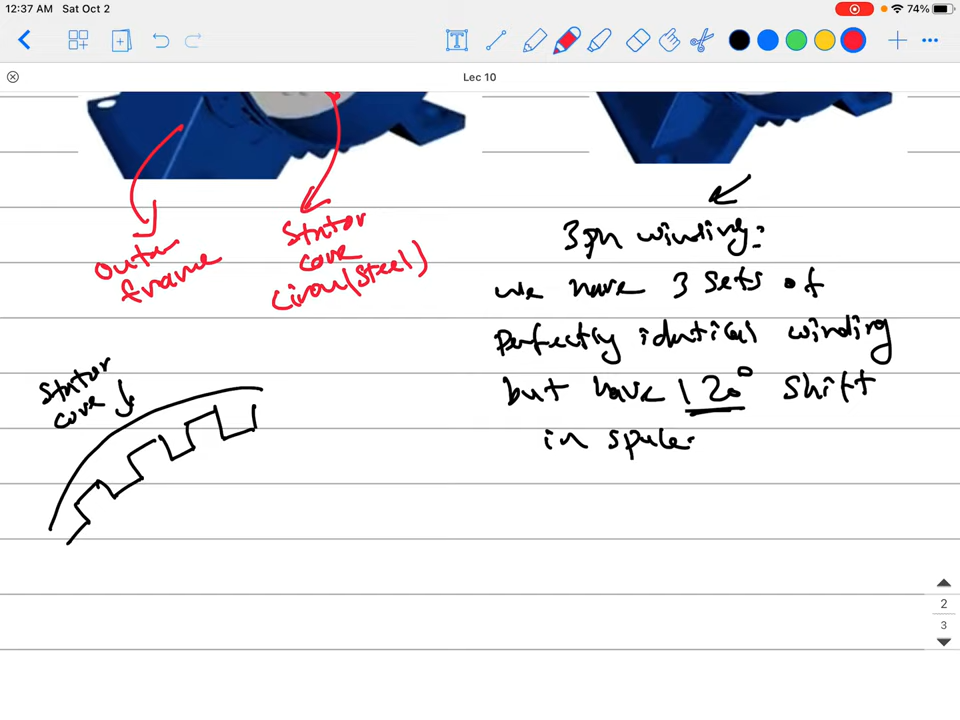 12:37 AM Sat Oct 2
74%
Lec 10
Outer
frame
Stator
core
(Steel)
3ph winding:
we have 3 sets of
Perfectly identical winding
but have 120° shift
in space.
Stator
core
2
3